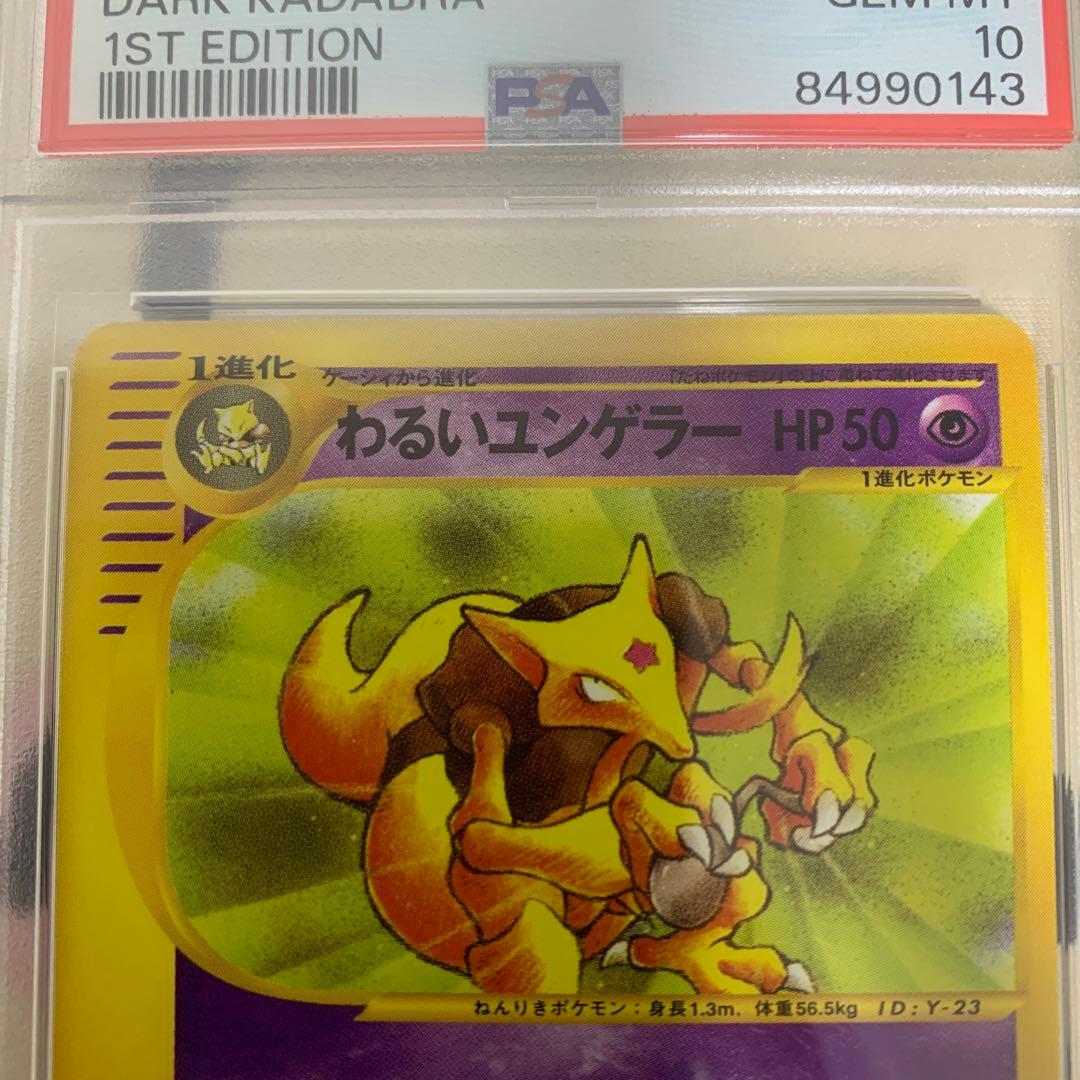 DARK KADABRA
GEM MT
1ST EDITION
10
PSA
84990143
1進化
ケーシィから進化
「たねポケモン」の上に重ねて進化させます
わるいユンゲラー HP 50
1進化ポケモン
ねんりきポケモン：身長1.3m、体重56.5kg ID:Y-23